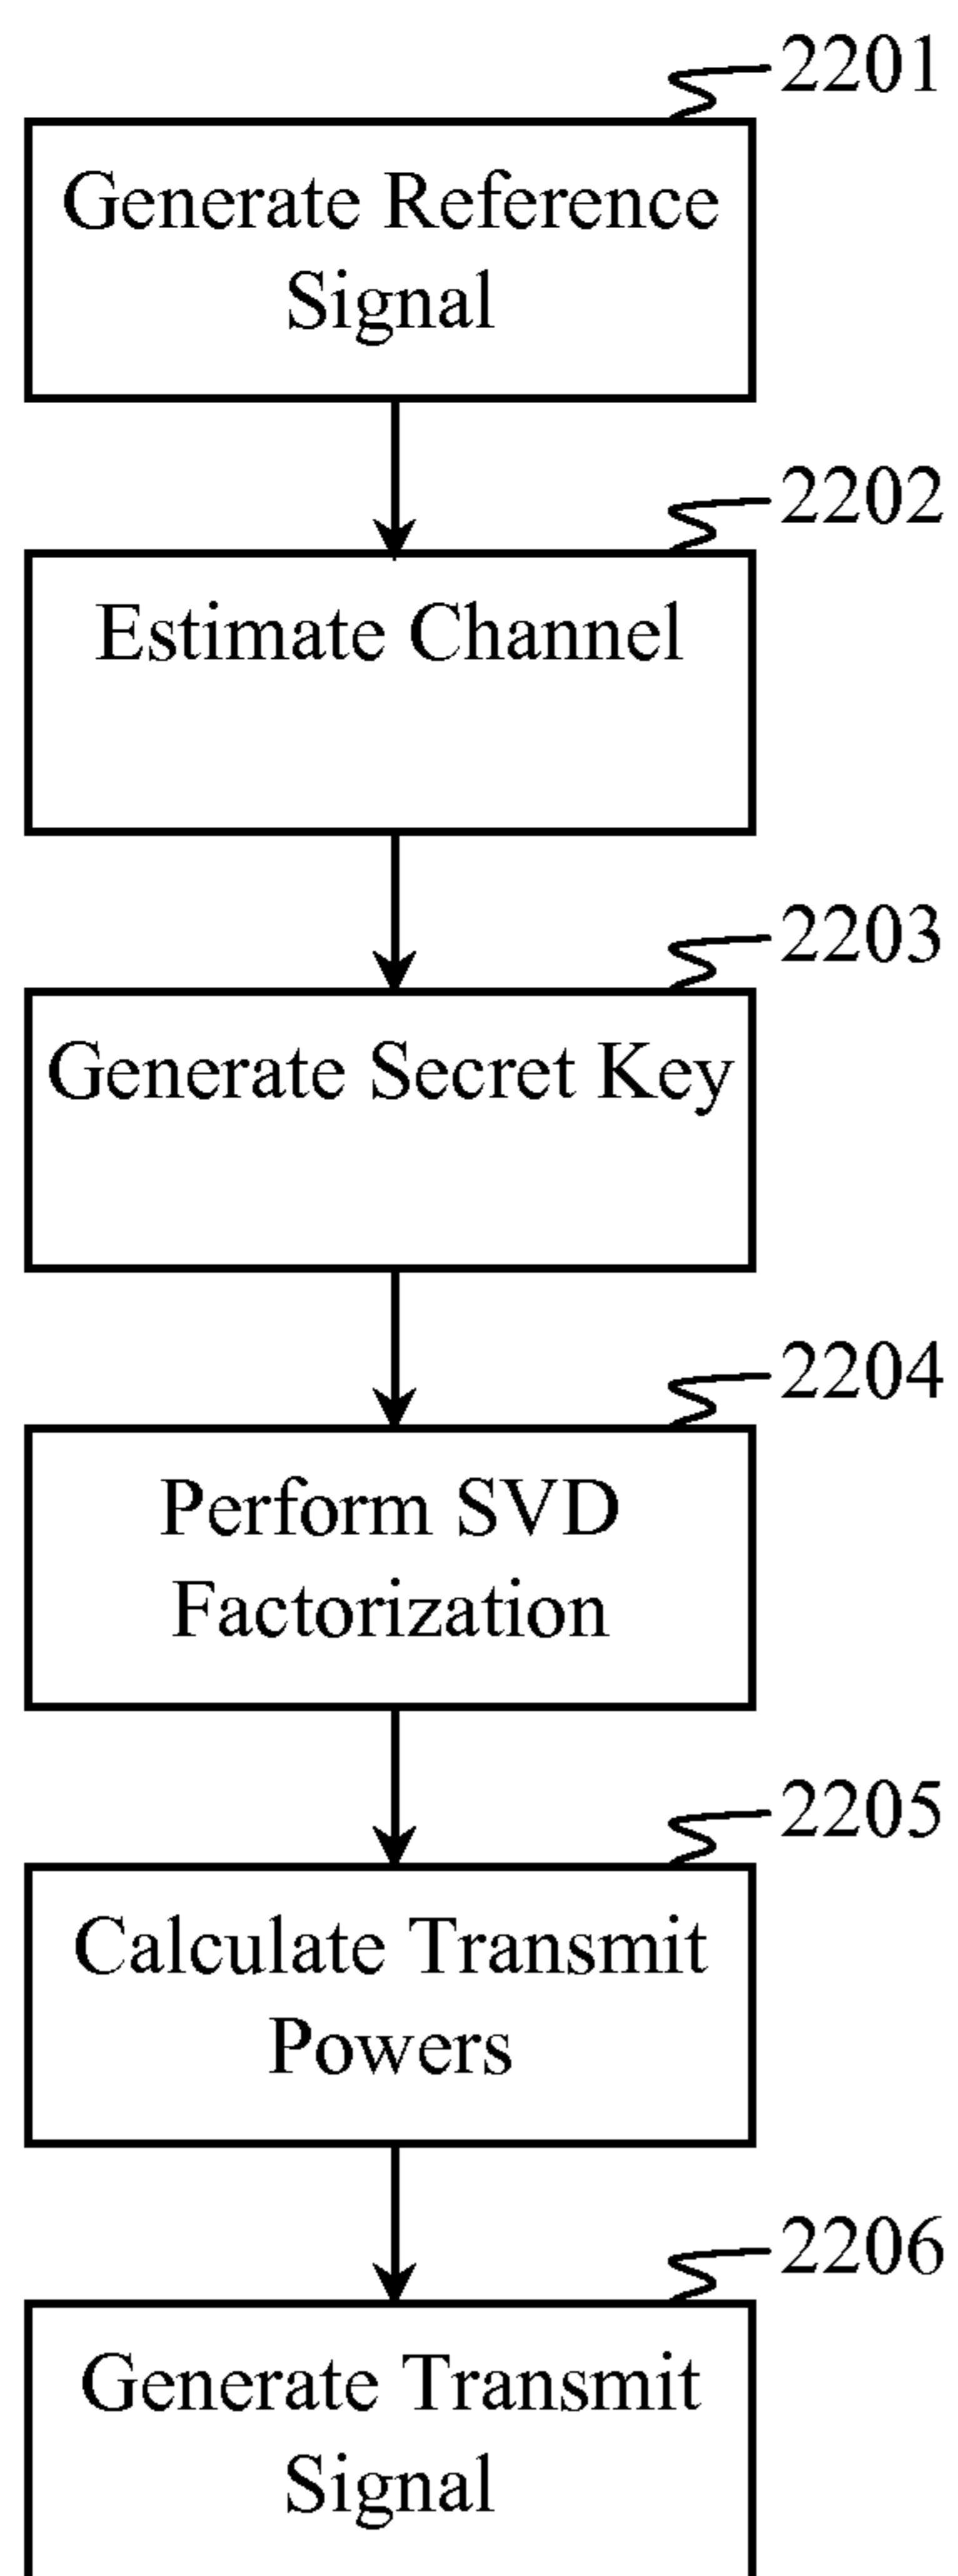 2201
Generate Reference
Signal
2202
Estimate Channel
2203
Generate Secret Key
2204
Perform SVD
Factorization
2205
Calculate Transmit
Powers
2206
Generate Transmit
Signal